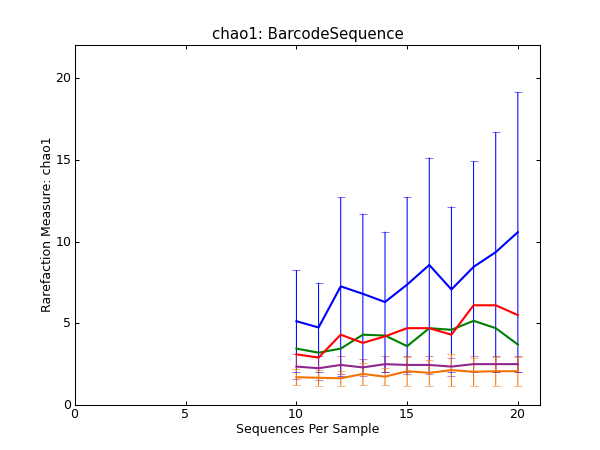 chao1: BarcodeSequence
Rarefaction Measure: chao1
20
15
10
5
0
0 5 10 15 20
Sequences Per Sample